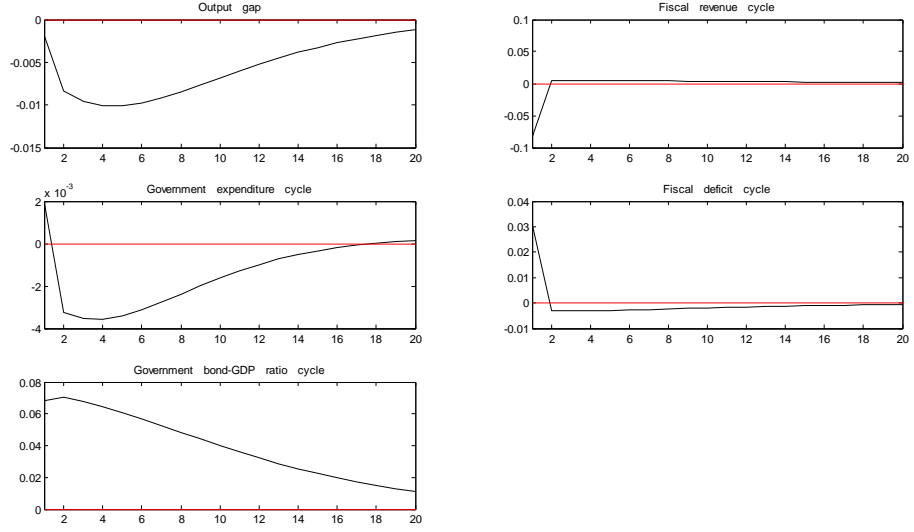 Output gap
0
-0.005
-0.01
-0.015
2 4 6 8 10 12 14 16 18 20
Fiscal revenue cycle
0.1
0.05
0
-0.05
-0.1
2 4 6 8 10 12 14 16 18 20
Government expenditure cycle
x 10-3
2
0
-2
-4
2 4 6 8 10 12 14 16 18 20
Fiscal deficit cycle
0.04
0.03
0.02
0.01
0
-0.01
2 4 6 8 10 12 14 16 18 20
Government bond-GDP ratio cycle
0.08
0.06
0.04
0.02
0
2 4 6 8 10 12 14 16 18 20